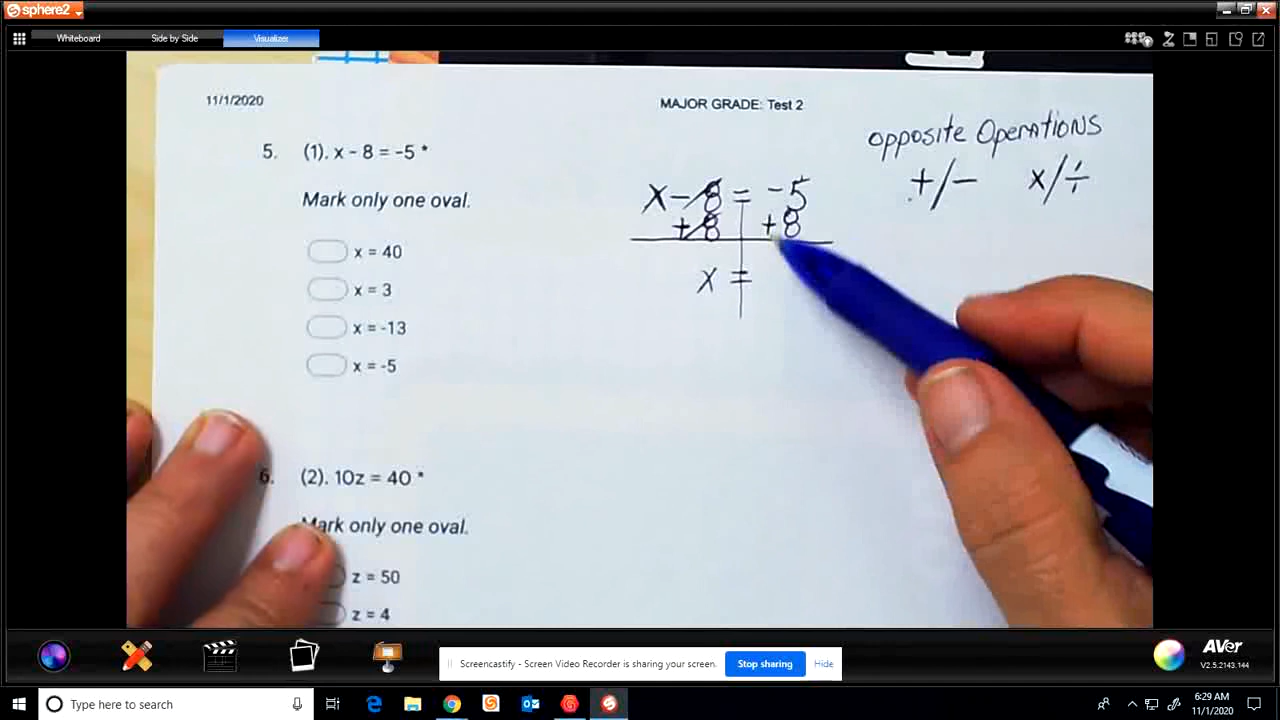 sphere2
Whiteboard
Side by Side
Visualizer
11/1/2020
MAJOR GRADE: Test 2
opposite Operations
+/− x/÷
5. (1). x - 8 = -5 *
Mark only one oval.
x = 40
x = 3
x = -13
x = -5
x - 8 = -5
+8 +8
x =
6. (2). 10z = 40 *
Mark only one oval.
z = 50
z = 4
Screencastify - Screen Video Recorder is sharing your screen.
Stop sharing
Hide
AVer
V2.5.2143.144
Type here to search
6:29 AM
11/1/2020